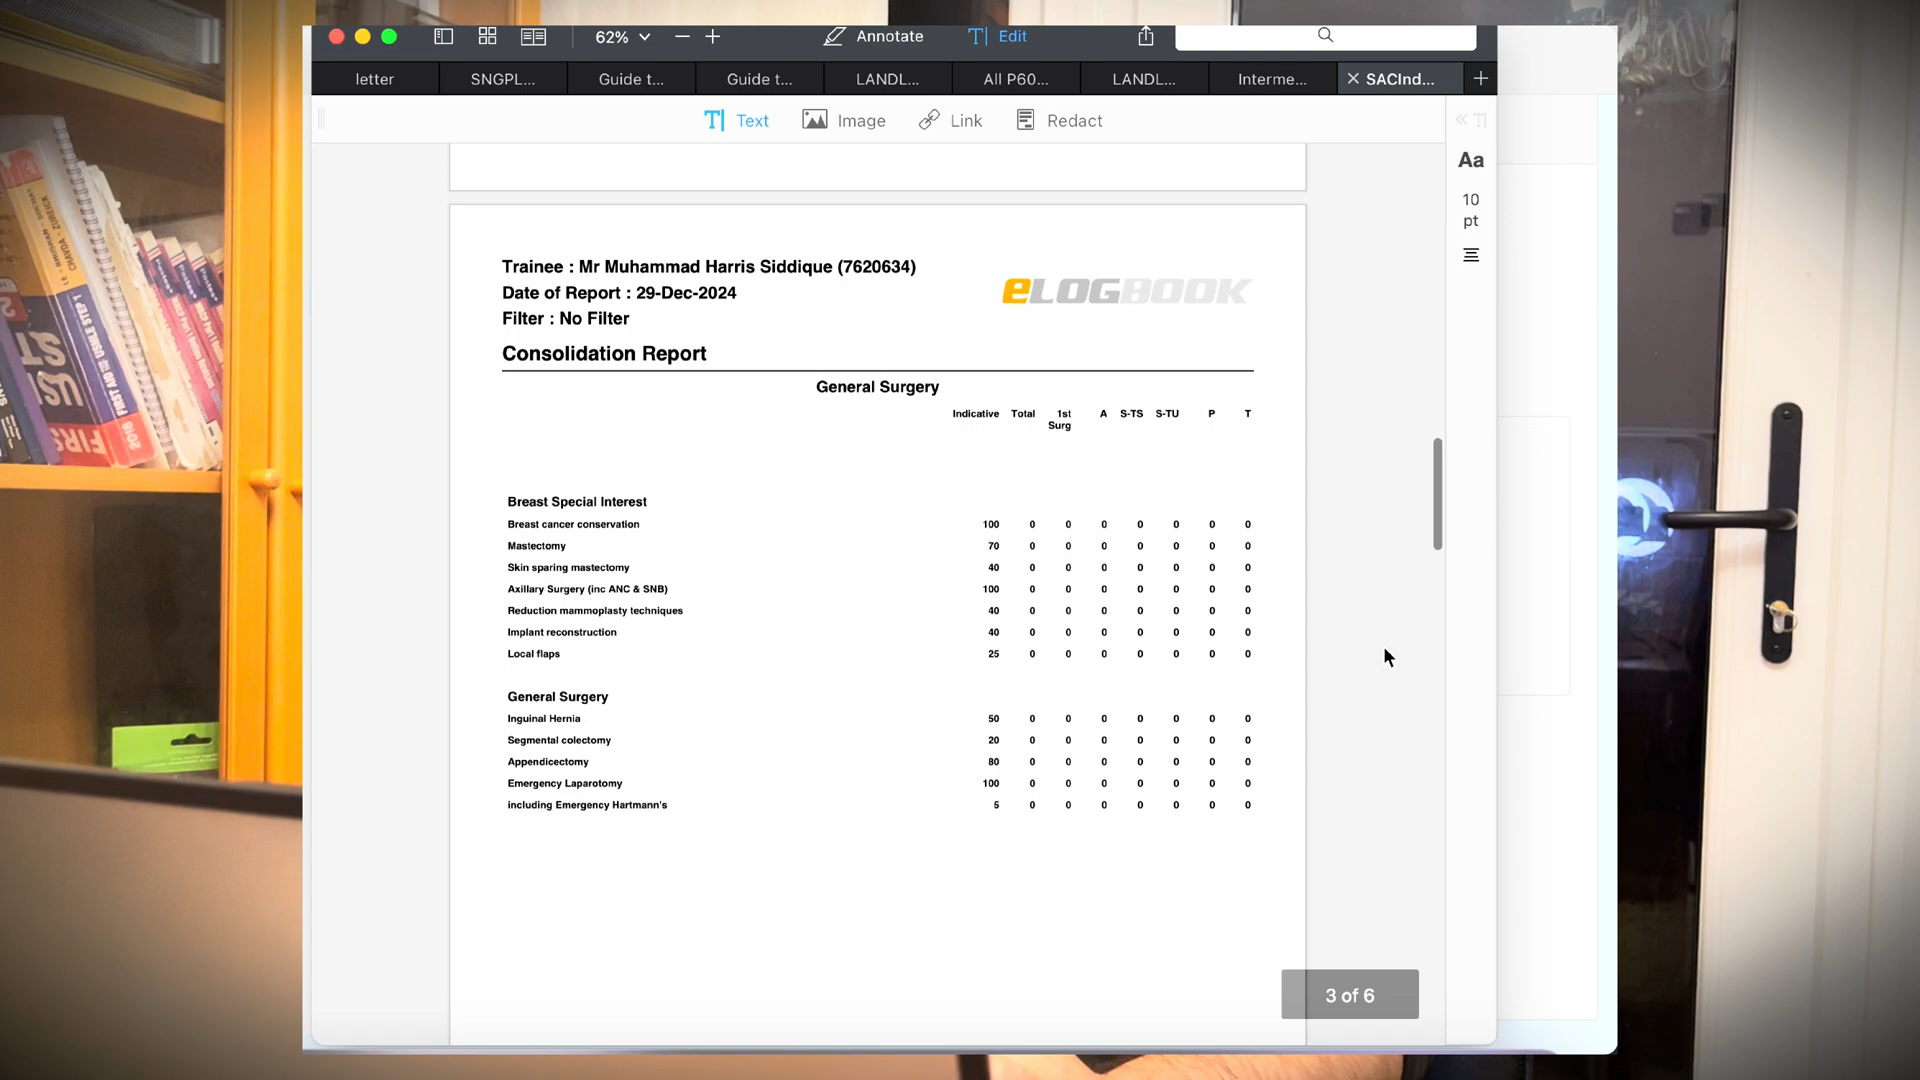 62%
Annotate
Edit
letter
SNGPL...
Guide t...
Guide t...
LANDL...
All P60...
LANDL...
Interme...
SACInd...
Text
Image
Link
Redact
Aa
10
pt
Trainee : Mr Muhammad Harris Siddique (7620634)
Date of Report : 29-Dec-2024
Filter : No Filter
eLOGBOOK
Consolidation Report
General Surgery
Indicative Total 1st Surg A S-TS S-TU P T
Breast Special Interest
Breast cancer conservation 100 0 0 0 0 0 0 0
Mastectomy 70 0 0 0 0 0 0 0
Skin sparing mastectomy 40 0 0 0 0 0 0 0
Axillary Surgery (inc ANC & SNB) 100 0 0 0 0 0 0 0
Reduction mammoplasty techniques 40 0 0 0 0 0 0 0
Implant reconstruction 40 0 0 0 0 0 0 0
Local flaps 25 0 0 0 0 0 0 0
General Surgery
Inguinal Hernia 50 0 0 0 0 0 0 0
Segmental colectomy 20 0 0 0 0 0 0 0
Appendicectomy 80 0 0 0 0 0 0 0
Emergency Laparotomy 100 0 0 0 0 0 0 0
including Emergency Hartmann's 5 0 0 0 0 0 0 0
3 of 6
FIRST AID
USMLE STEP 1
2018
FIRS